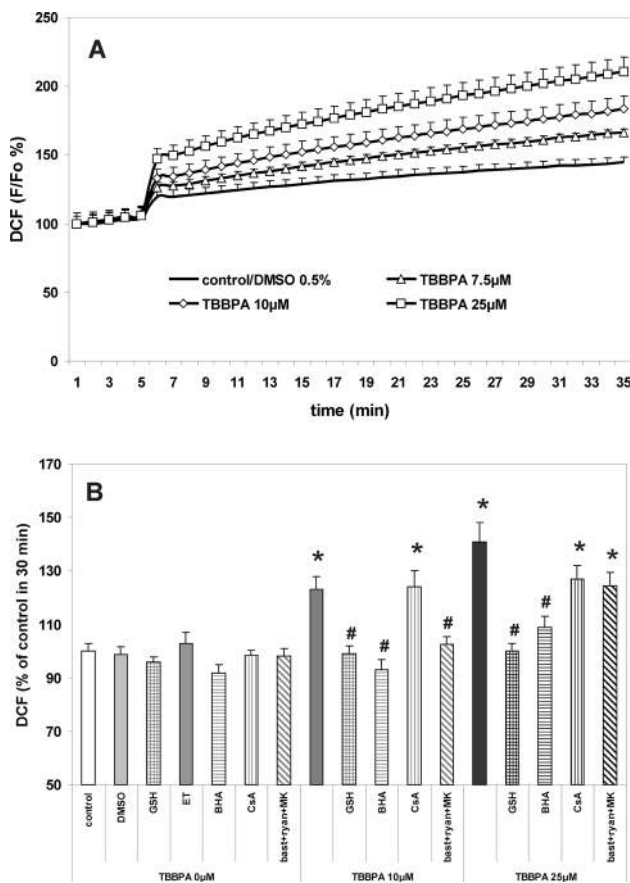 A
DCF (F/Fo %)
250
200
150
100
50
0
control/DMSO 0.5%
TBBPA 7.5µM
TBBPA 10µM
TBBPA 25µM
1 3 5 7 9 11 13 15 17 19 21 23 25 27 29 31 33 35
time (min)
B
DCF (% of control in 30 min)
170
150
130
110
90
70
50
* * * * *
# # # # #
control DMSO GSH ET BHA CsA bast+ryan+MK GSH BHA CsA bast+ryan+MK GSH BHA CsA bast+ryan+MK
TBBPA 0µM TBBPA 10µM TBBPA 25µM